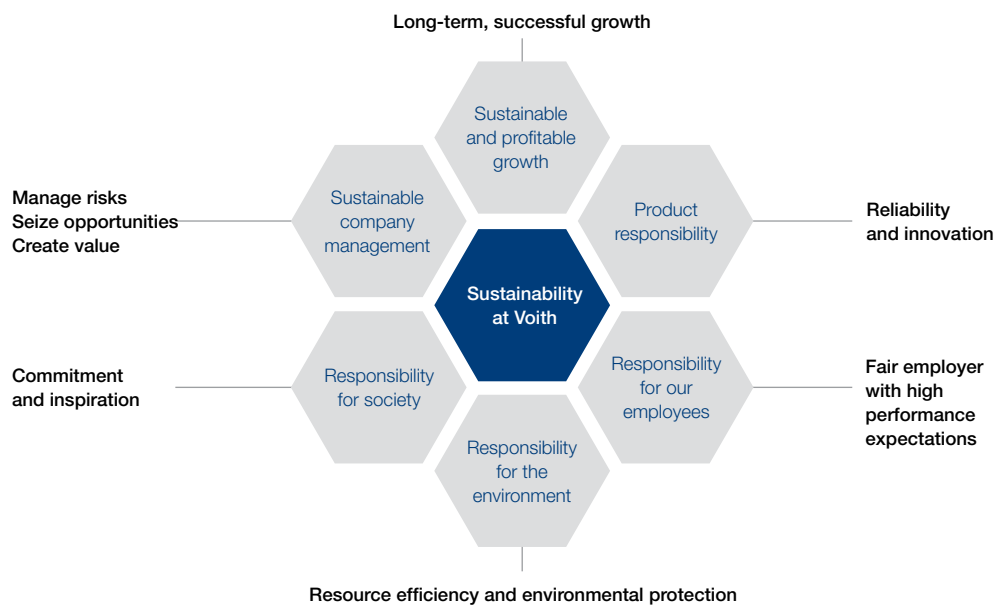 Long-term, successful growth
Sustainable
and profitable
growth
Manage risks
Seize opportunities
Create value
Sustainable
company
management
Product
responsibility
Reliability
and innovation
Sustainability
at Voith
Commitment
and inspiration
Responsibility
for society
Responsibility
for our
employees
Fair employer
with high
performance
expectations
Responsibility
for the
environment
Resource efficiency and environmental protection